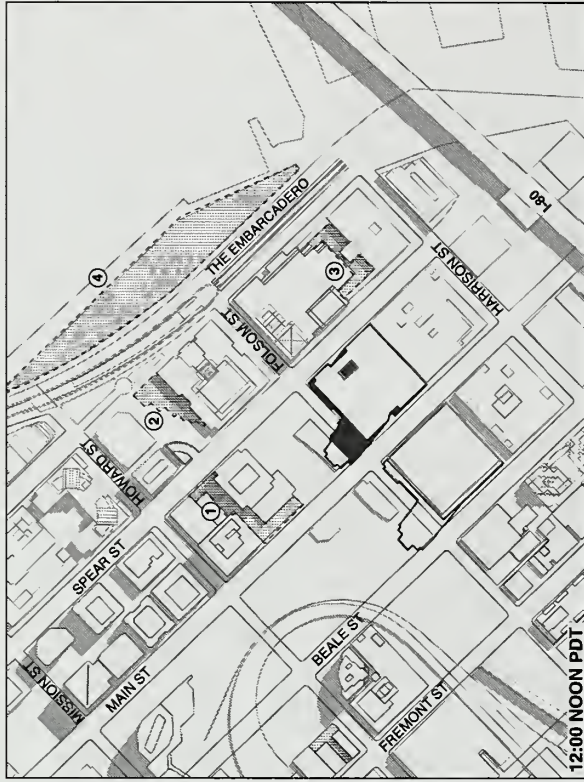 4
THE EMBARCADERO
I-80
3
HARRISON ST
FOLSOM ST
2
HOWARD ST
1
SPEAR ST
MISSION ST
MAIN ST
BEALE ST
FREMONT ST
12:00 NOON PDT